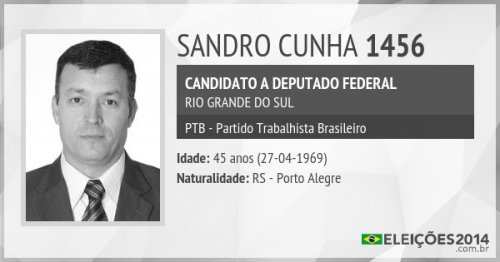 SANDRO CUNHA 1456
CANDIDATO A DEPUTADO FEDERAL
RIO GRANDE DO SUL
PTB - Partido Trabalhista Brasileiro
Idade: 45 anos (27-04-1969)
Naturalidade: RS - Porto Alegre
ELEIÇÕES2014
.com.br